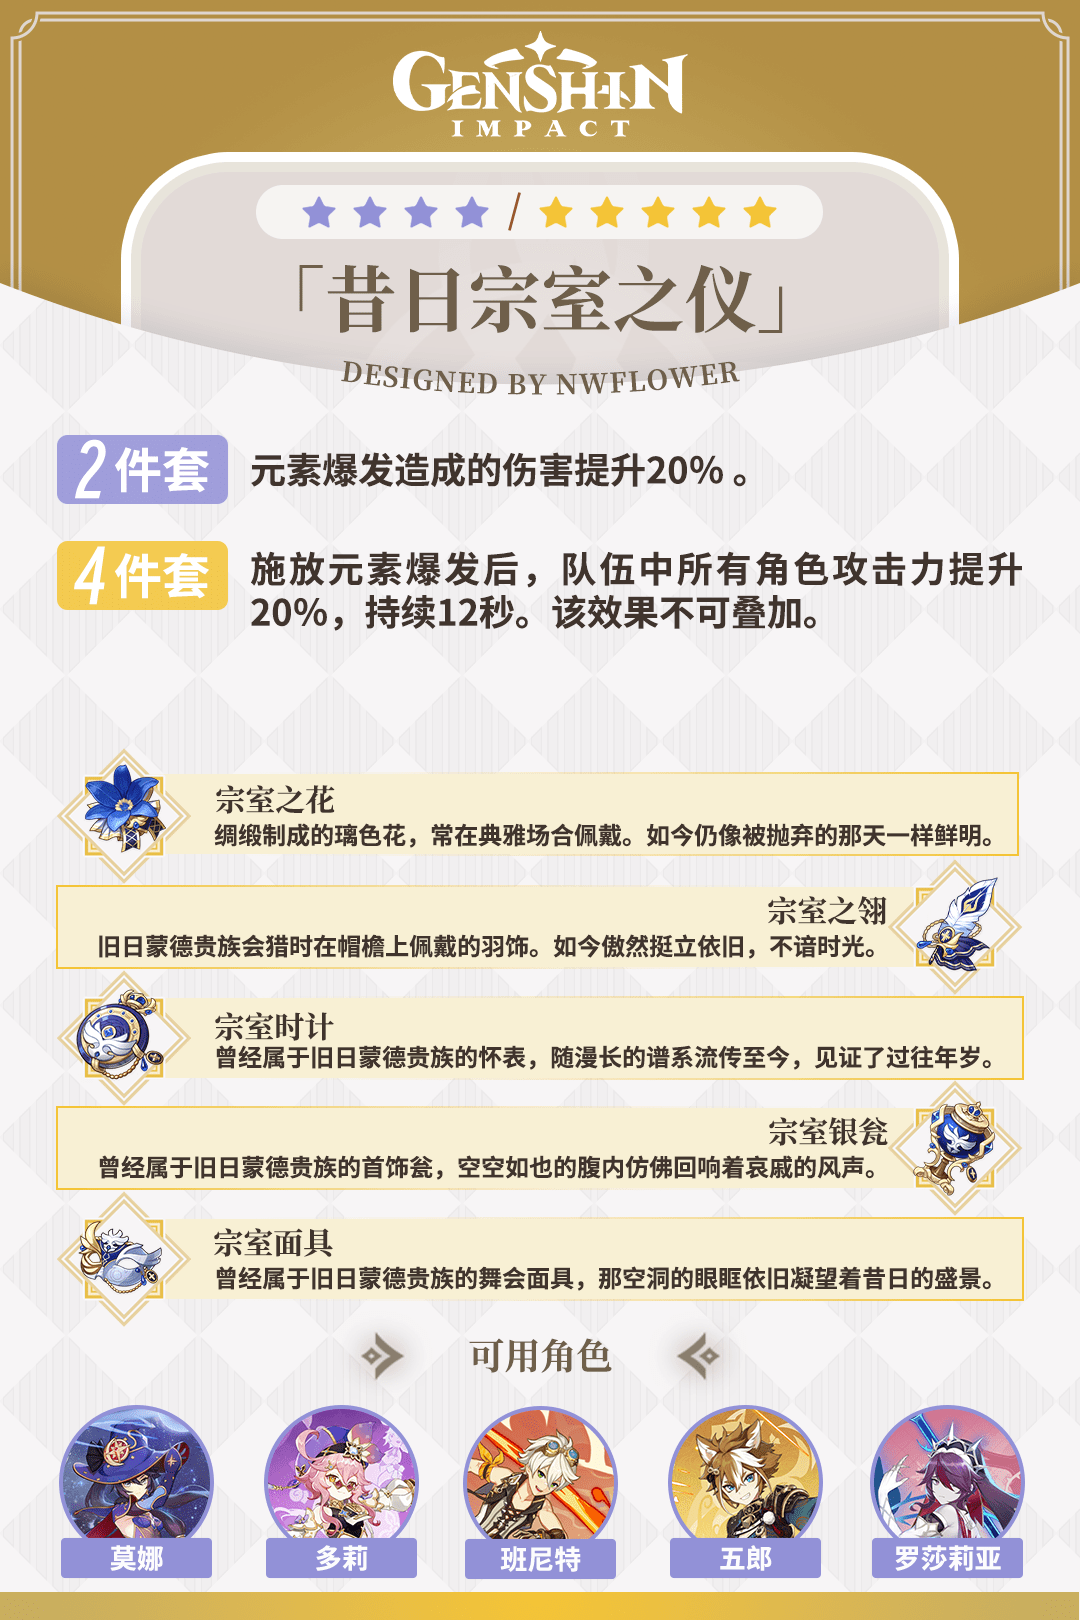 GENSHIN
IMPACT
「昔日宗室之仪」
DESIGNED BY NWFLOWER
2件套
元素爆发造成的伤害提升20% 。
4件套
施放元素爆发后，队伍中所有角色攻击力提升
20%，持续12秒。该效果不可叠加。
宗室之花
绸缎制成的璃色花，常在典雅场合佩戴。如今仍像被抛弃的那天一样鲜明。
宗室之翎
旧日蒙德贵族会猎时在帽檐上佩戴的羽饰。如今傲然挺立依旧，不谙时光。
宗室时计
曾经属于旧日蒙德贵族的怀表，随漫长的谱系流传至今，见证了过往年岁。
宗室银瓮
曾经属于旧日蒙德贵族的首饰瓮，空空如也的腹内仿佛回响着哀戚的风声。
宗室面具
曾经属于旧日蒙德贵族的舞会面具，那空洞的眼眶依旧凝望着昔日的盛景。
可用角色
莫娜
多莉
班尼特
五郎
罗莎莉亚